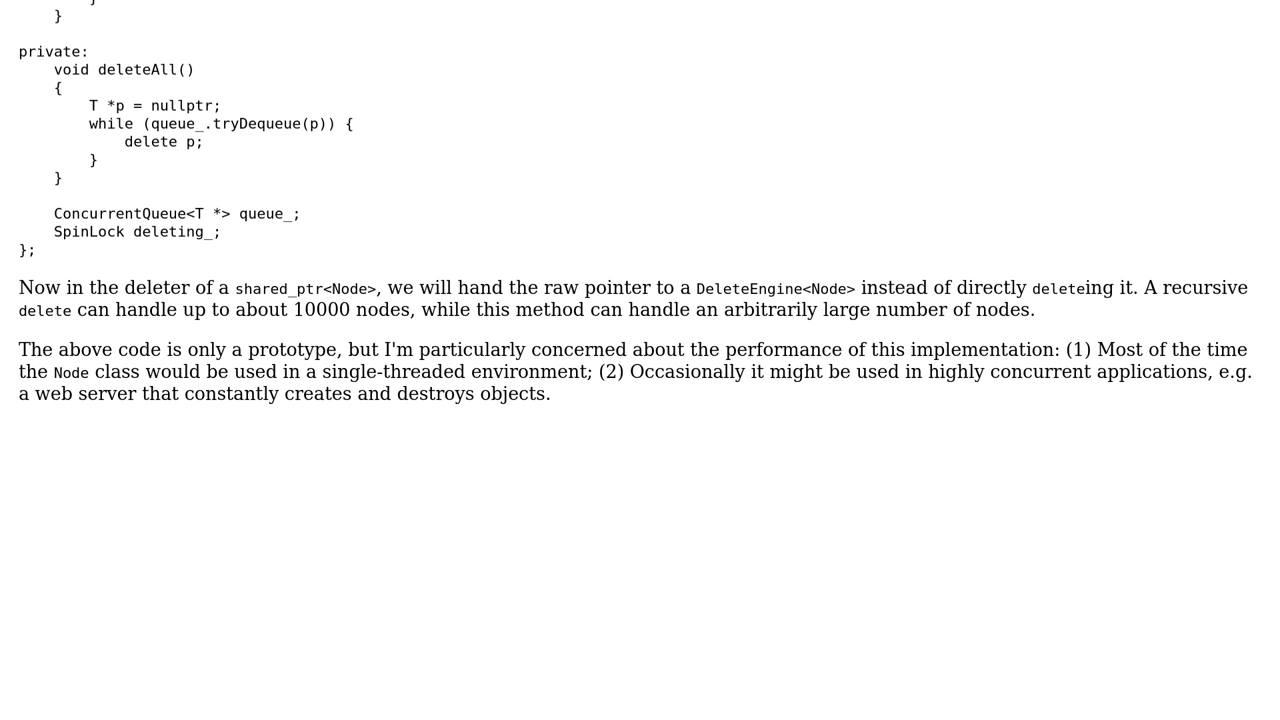 }

private:
    void deleteAll()
    {
        T *p = nullptr;
        while (queue_.tryDequeue(p)) {
            delete p;
        }
    }

    ConcurrentQueue<T *> queue_;
    SpinLock deleting_;
};
Now in the deleter of a shared_ptr<Node>, we will hand the raw pointer to a DeleteEngine<Node> instead of directly deleteing it. A recursive
delete can handle up to about 10000 nodes, while this method can handle an arbitrarily large number of nodes.
The above code is only a prototype, but I'm particularly concerned about the performance of this implementation: (1) Most of the time
the Node class would be used in a single-threaded environment; (2) Occasionally it might be used in highly concurrent applications, e.g.
a web server that constantly creates and destroys objects.